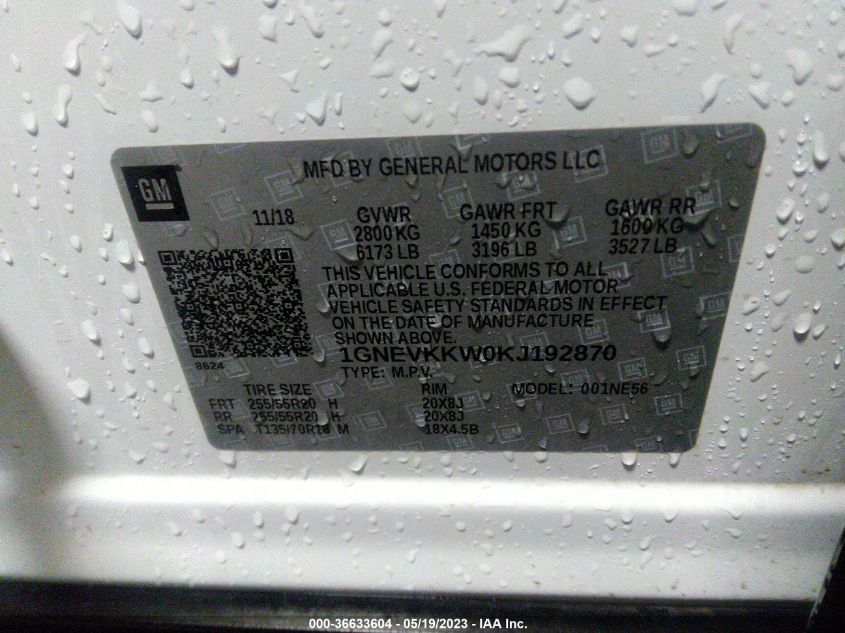 MFD BY GENERAL MOTORS LLC
GM
11/18 GVWR GAWR FRT GAWR RR
2800 KG 1450 KG 1600 KG
6173 LB 3196 LB 3527 LB
THIS VEHICLE CONFORMS TO ALL
APPLICABLE U.S. FEDERAL MOTOR
VEHICLE SAFETY STANDARDS IN EFFECT
ON THE DATE OF MANUFACTURE
SHOWN ABOVE.
1GNEVKKW0KJ192870
8624
TYPE: M.P.V.
TIRE SIZE RIM MODEL: 001NE56
FRT 255/55R20 H 20X8J
RR 255/55R20 H 20X8J
SPA T135/70R18 M 18X4.5B
000-36633604 - 05/19/2023 - IAA Inc.